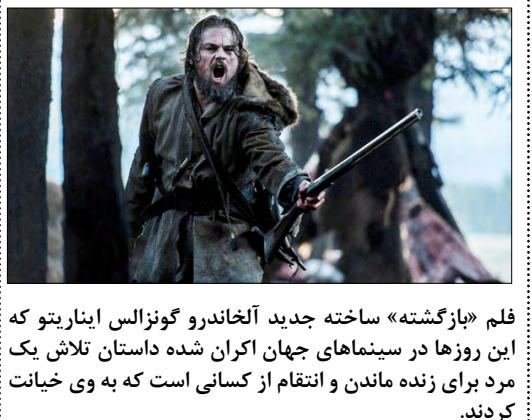 فلم «بازگشته» ساخته جدید آلخاندرو گونزالس ایناریتو که
این روزها در سینماهای جهان اکران شده داستان تلاش یک
مرد برای زنده ماندن و انتقام از کسانی است که به وی خیانت
کردند.